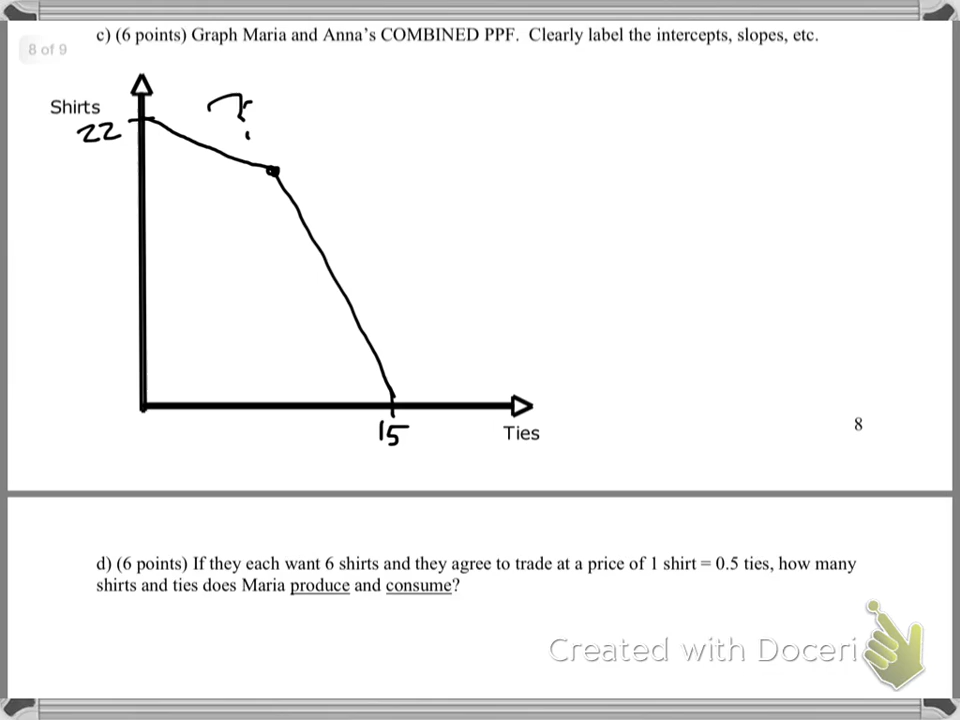 8 of 9
c) (6 points) Graph Maria and Anna's COMBINED PPF. Clearly label the intercepts, slopes, etc.
Shirts
22
?
15
Ties
8
d) (6 points) If they each want 6 shirts and they agree to trade at a price of 1 shirt = 0.5 ties, how many
shirts and ties does Maria produce and consume?
Created with Doceri